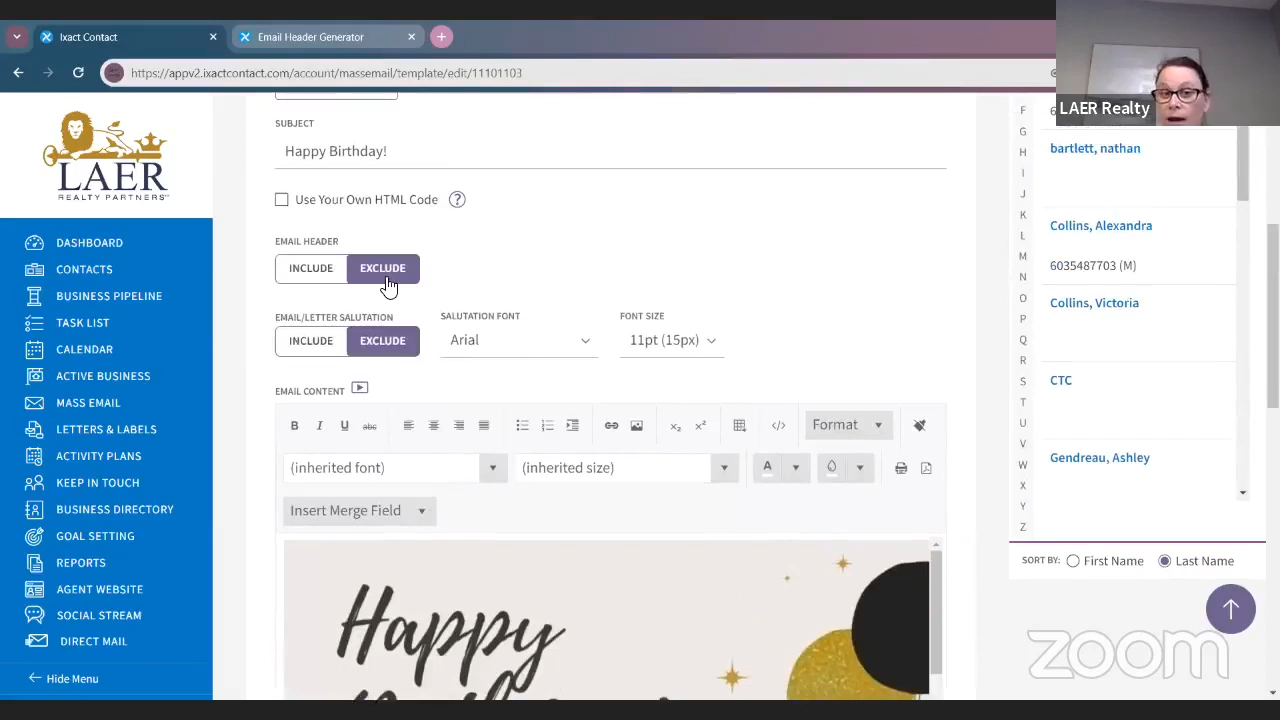 Ixact Contact
Email Header Generator
https://appv2.ixactcontact.com/account/massemail/template/edit/11101103
LAER
REALTY PARTNERS
DASHBOARD
CONTACTS
BUSINESS PIPELINE
TASK LIST
CALENDAR
ACTIVE BUSINESS
MASS EMAIL
LETTERS & LABELS
ACTIVITY PLANS
KEEP IN TOUCH
BUSINESS DIRECTORY
GOAL SETTING
REPORTS
AGENT WEBSITE
SOCIAL STREAM
DIRECT MAIL
Hide Menu
SUBJECT
Happy Birthday!
Use Your Own HTML Code ?
EMAIL HEADER
INCLUDE EXCLUDE
EMAIL/LETTER SALUTATION SALUTATION FONT FONT SIZE
INCLUDE EXCLUDE Arial 11pt (15px)
EMAIL CONTENT
B I U abc x₂ x² </> Format
(inherited font) (inherited size) A
Insert Merge Field
Happy
LAER Realty
F
G
H
I
J
K
L
M
N
O
P
Q
R
S
T
U
V
W
X
Y
Z
bartlett, nathan
Collins, Alexandra
6035487703 (M)
Collins, Victoria
CTC
Gendreau, Ashley
SORT BY: First Name Last Name
zoom